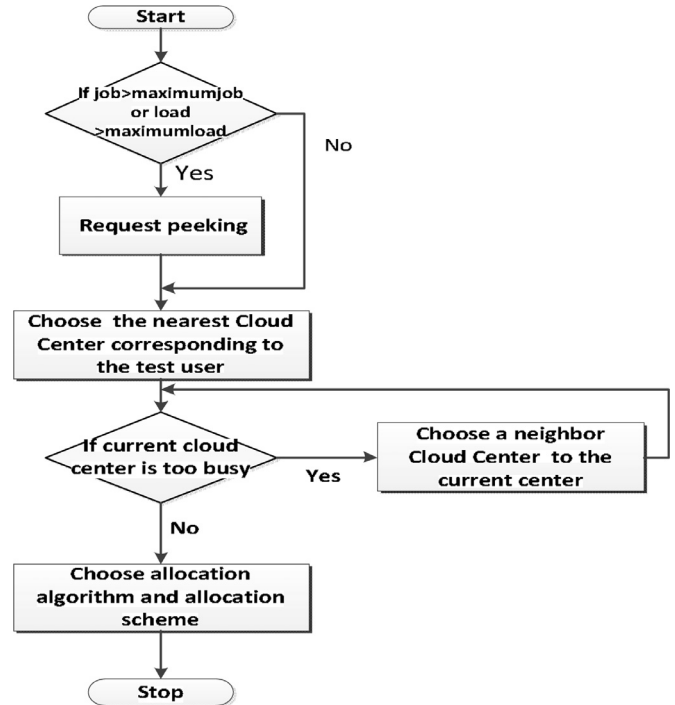 Start
If job>maximumjob
or load
>maximumload
No
Yes
Request peeking
Choose the nearest Cloud
Center corresponding to
the test user
If current cloud
center is too busy
Yes
Choose a neighbor
Cloud Center to the
current center
No
Choose allocation
algorithm and allocation
scheme
Stop